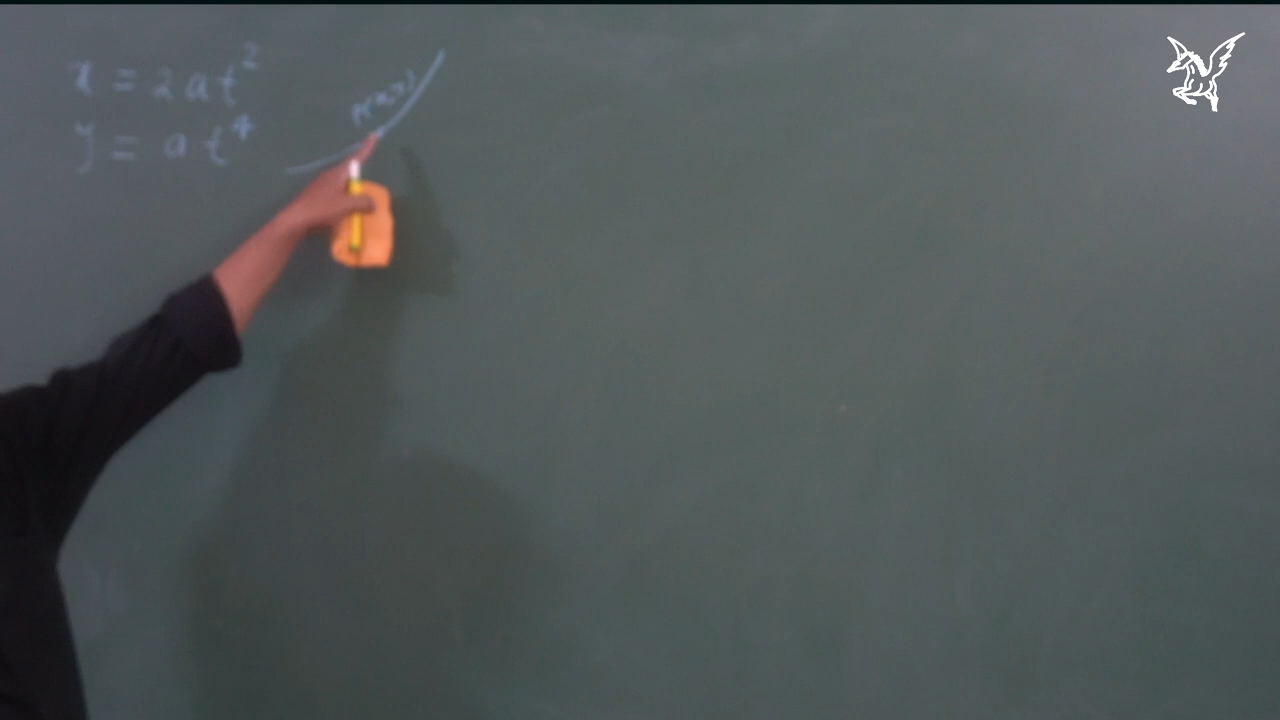 x = 2at²
y = at⁴
P(x,y)